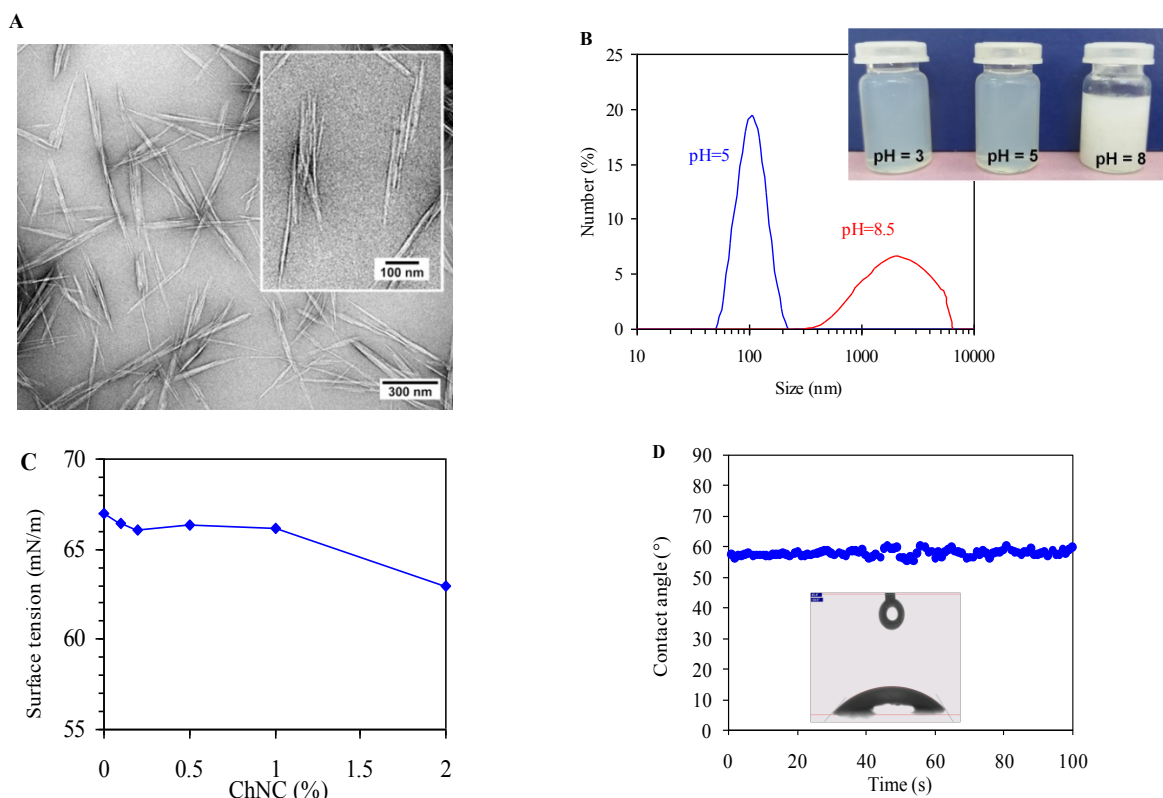 A
100 nm
300 nm
B
25
20
15
10
5
0
Number (%)
pH=5
pH=8.5
pH = 3
pH = 5
pH = 8
10
100
1000
10000
Size (nm)
C
70
65
60
55
Surface tension (mN/m)
0
0.5
1
1.5
2
ChNC (%)
D
90
80
70
60
50
40
30
20
10
0
Contact angle (°)
0
20
40
60
80
100
Time (s)